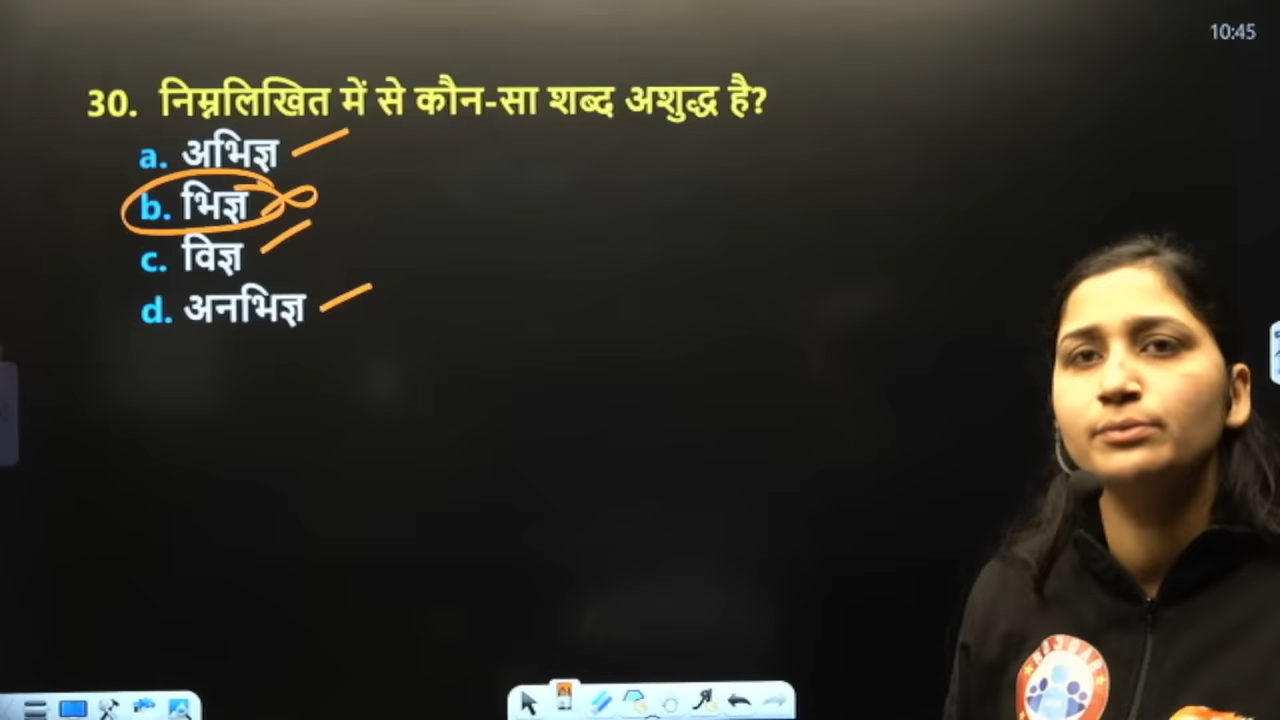 10:45
30. निम्नलिखित में से कौन-सा शब्द अशुद्ध है?
a. अभिज्ञ
b. भिज्ञ
c. विज्ञ
d. अनभिज्ञ